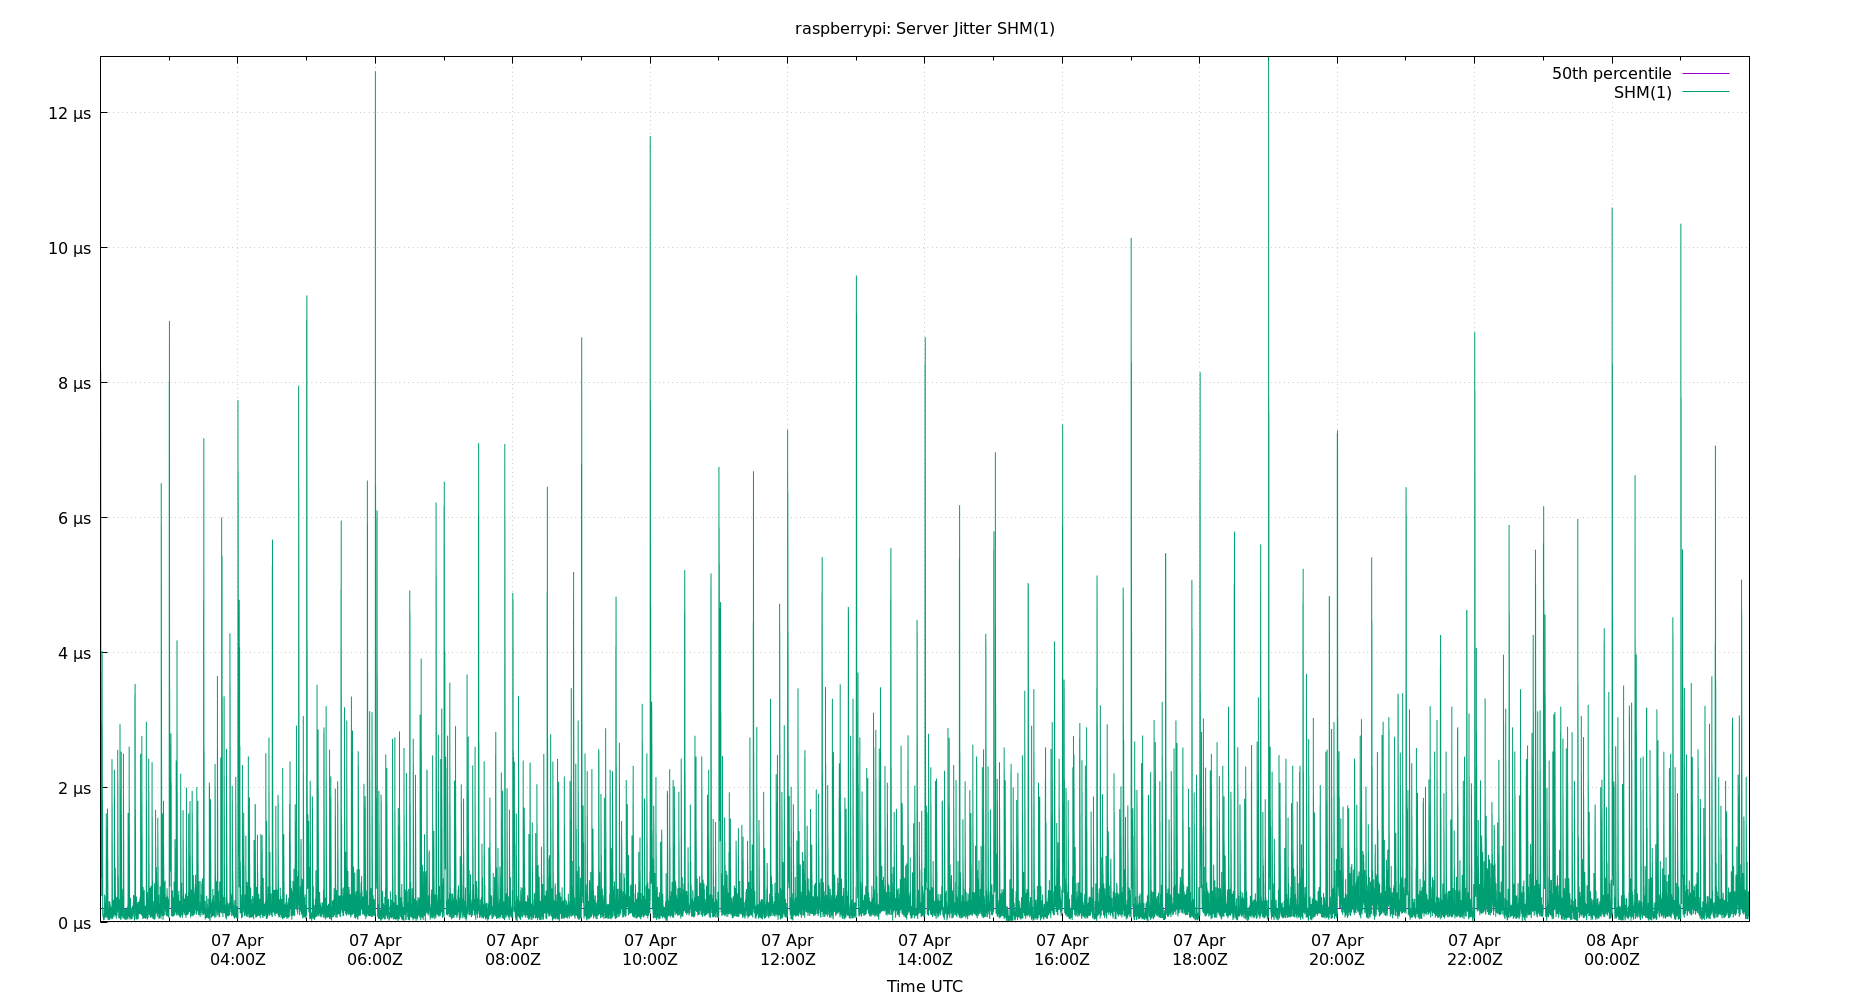 raspberrypi: Server Jitter SHM(1)
50th percentile
SHM(1)
12 µs
10 µs
8 µs
6 µs
4 µs
2 µs
0 µs
07 Apr 07 Apr 07 Apr 07 Apr 07 Apr 07 Apr 07 Apr 07 Apr 07 Apr 07 Apr 08 Apr
04:00Z 06:00Z 08:00Z 10:00Z 12:00Z 14:00Z 16:00Z 18:00Z 20:00Z 22:00Z 00:00Z
Time UTC